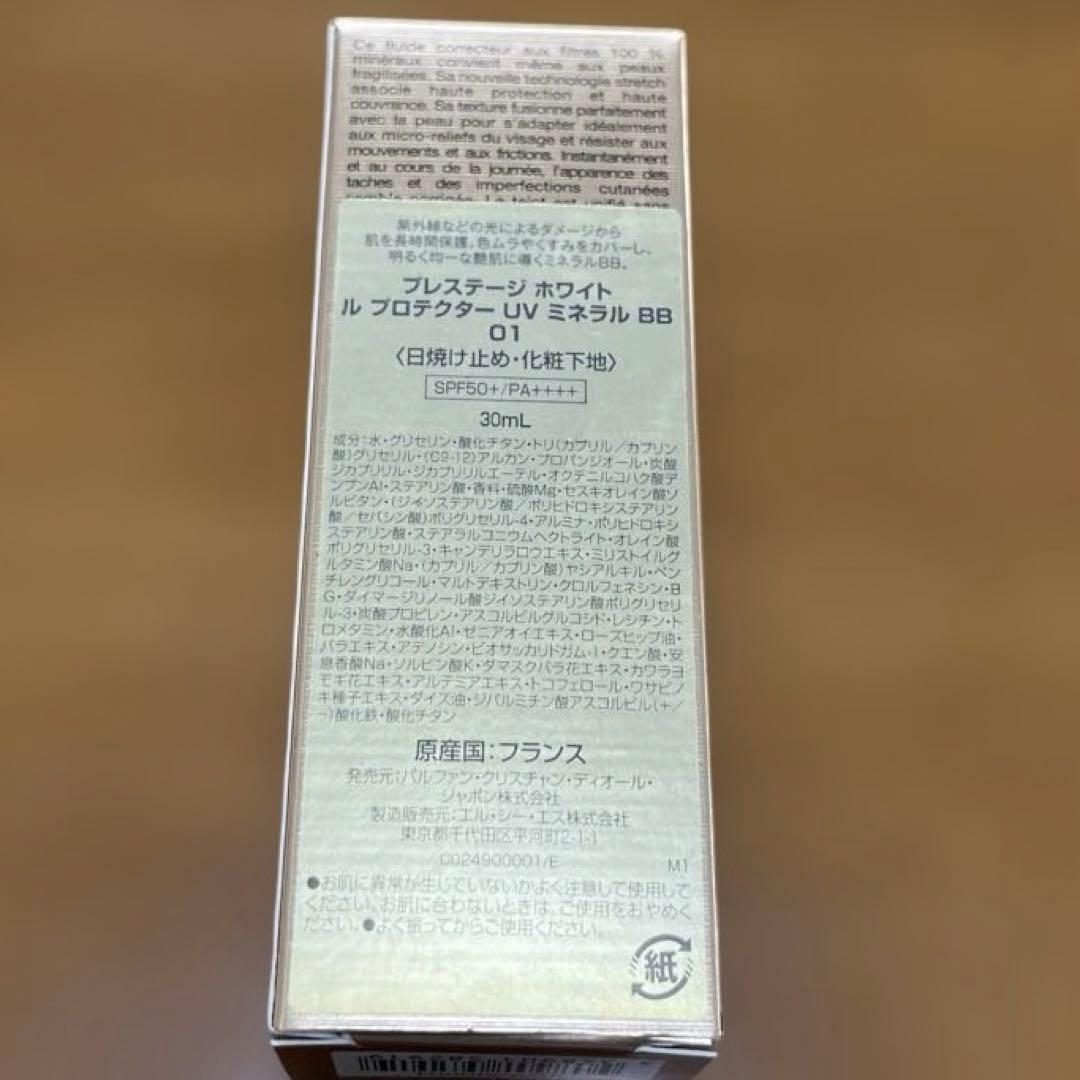 Ce fluide correcteur aux filtres 100 %
minéraux convient même aux peaux
fragilisées. Sa nouvelle technologie stretch
associe haute protection et haute
couvrance. Sa texture fusionne parfaitement
avec la peau pour s'adapter idéalement
aux micro-reliefs du visage et résister aux
mouvements et aux frictions. Instantanément
et au cours de la journée, l'apparence des
taches et des imperfections cutanées
semble corrigée. Le teint est unifié sans
紫外線などの光によるダメージから
肌を長時間保護。色ムラやくすみをカバーし、
明るく均一な艶肌に導くミネラルBB。
プレステージ ホワイト
ル プロテクター UV ミネラル BB
01
〈日焼け止め・化粧下地〉
SPF50+/PA++++
30mL
成分:水・グリセリン・酸化チタン・トリ(カプリル/カプリン
酸)グリセリル・(C9-12)アルカン・プロパンジオール・炭酸
ジカプリリル・ジカプリリルエーテル・オクテニルコハク酸デ
ンプンAl・ステアリン酸・香料・硫酸Mg・セスキオレイン酸ソ
ルビタン・(ジイソステアリン酸/ポリヒドロキシステアリン
酸/セバシン酸)ポリグリセリル-4・アルミナ・ポリヒドロキシ
ステアリン酸・ステアラルコニウムヘクトライト・オレイン酸
ポリグリセリル-3・キャンデリラロウエキス・ミリストイルグ
ルタミン酸Na・(カプリル/カプリン酸)ヤシアルキル・ペン
チレングリコール・マルトデキストリン・クロルフェネシン・B
G・ダイマージリノール酸ジイソステアリン酸ポリグリセリ
ル-3・炭酸プロピレン・アスコルビルグルコシド・レシチン・ト
ロメタミン・水酸化Al・ゼニアオイエキス・ローズヒップ油・
バラエキス・アデノシン・ビオサッカリドガム-1・クエン酸・安
息香酸Na・ソルビン酸K・ダマスクバラ花エキス・カワラヨ
モギ花エキス・アルテミアエキス・トコフェロール・ワサビノ
キ種子エキス・ダイズ油・ジパルミチン酸アスコルビル(+/
-)酸化鉄・酸化チタン
原産国:フランス
発売元:パルファン・クリスチャン・ディオール・
ジャポン株式会社
製造販売元:エル・シー・エス株式会社
東京都千代田区平河町2-1-1
C024900001/E
M1
●お肌に異常が生じていないかよく注意して使用して
ください。お肌に合わないときは、ご使用をおやめく
ださい。●よく振ってからご使用ください。
紙